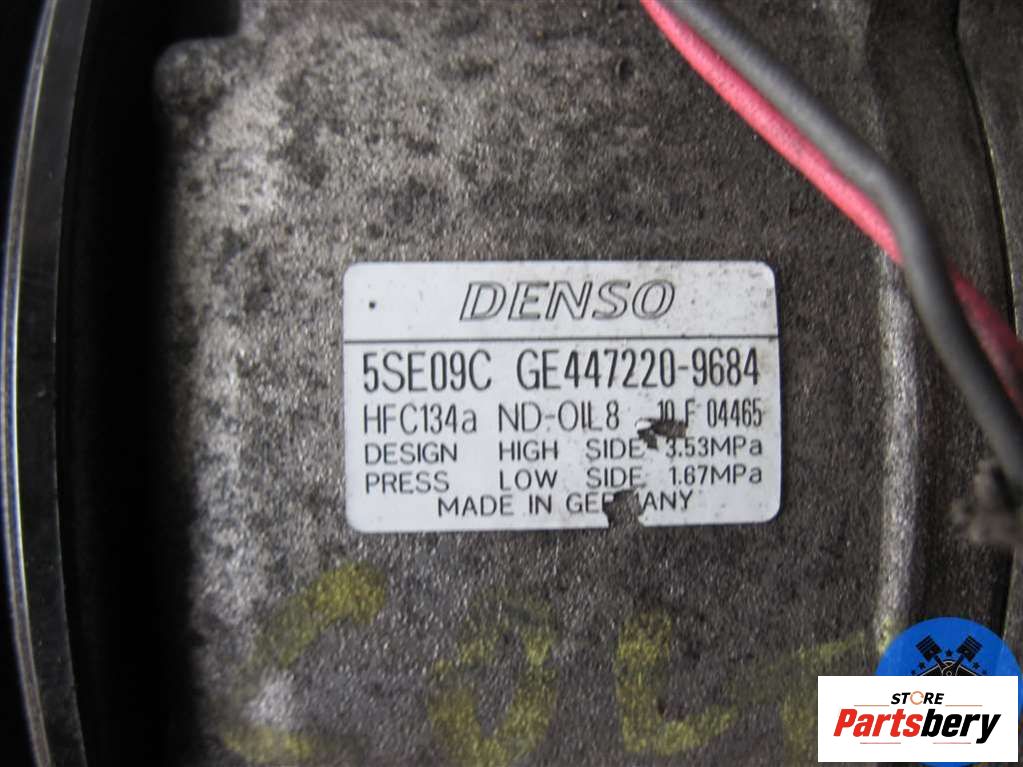 DENSO
5SE09C GE447220-9684
HFC134a ND-OIL8 10 F 04465
DESIGN HIGH SIDE 3.53MPa
PRESS LOW SIDE 1.67MPa
MADE IN GERMANY
COLT
STORE
Partsbery